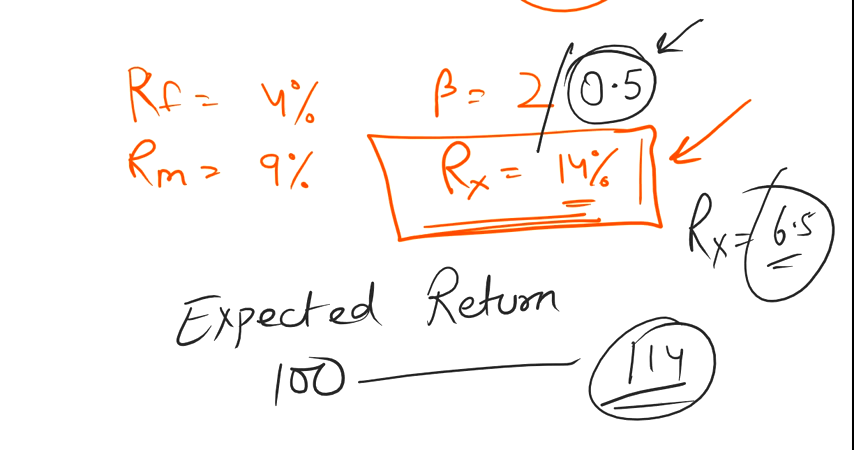 Rf = 4% β = 2/0.5
Rm = 9% Rx = 14%
Rx = 6.5
Expected Return
100 114